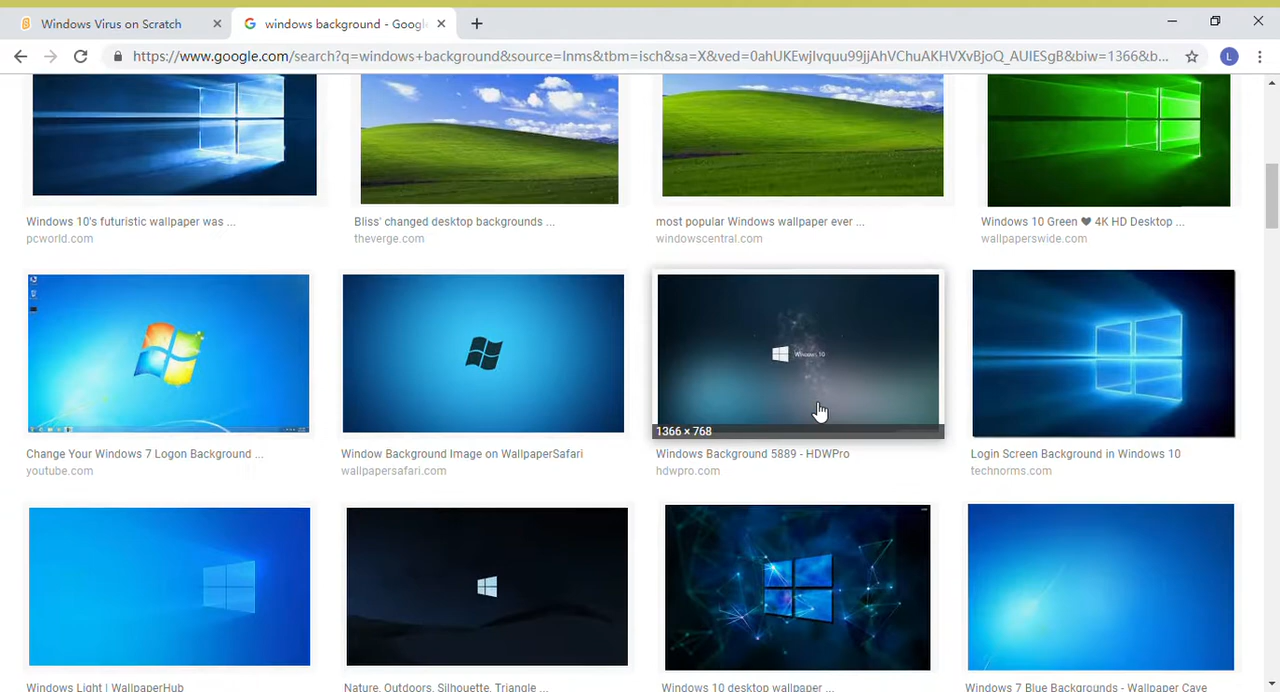 Windows Virus on Scratch
windows background - Googl
https://www.google.com/search?q=windows+background&source=lnms&tbm=isch&sa=X&ved=0ahUKEwjIvquu99jjAhVChuAKHVXvBjoQ_AUIESgB&biw=1366&b...
L
Windows 10's futuristic wallpaper was ...
pcworld.com
Bliss' changed desktop backgrounds ...
theverge.com
most popular Windows wallpaper ever ...
windowscentral.com
Windows 10 Green ❤ 4K HD Desktop ...
wallpaperswide.com
Windows 10
1366 × 768
Change Your Windows 7 Logon Background ...
youtube.com
Window Background Image on WallpaperSafari
wallpapersafari.com
Windows Background 5889 - HDWPro
hdwpro.com
Login Screen Background in Windows 10
technorms.com
Windows Light | WallpaperHub
Nature, Outdoors, Silhouette, Triangle ...
Windows 10 desktop wallpaper ...
Windows 7 Blue Backgrounds - Wallpaper Cave